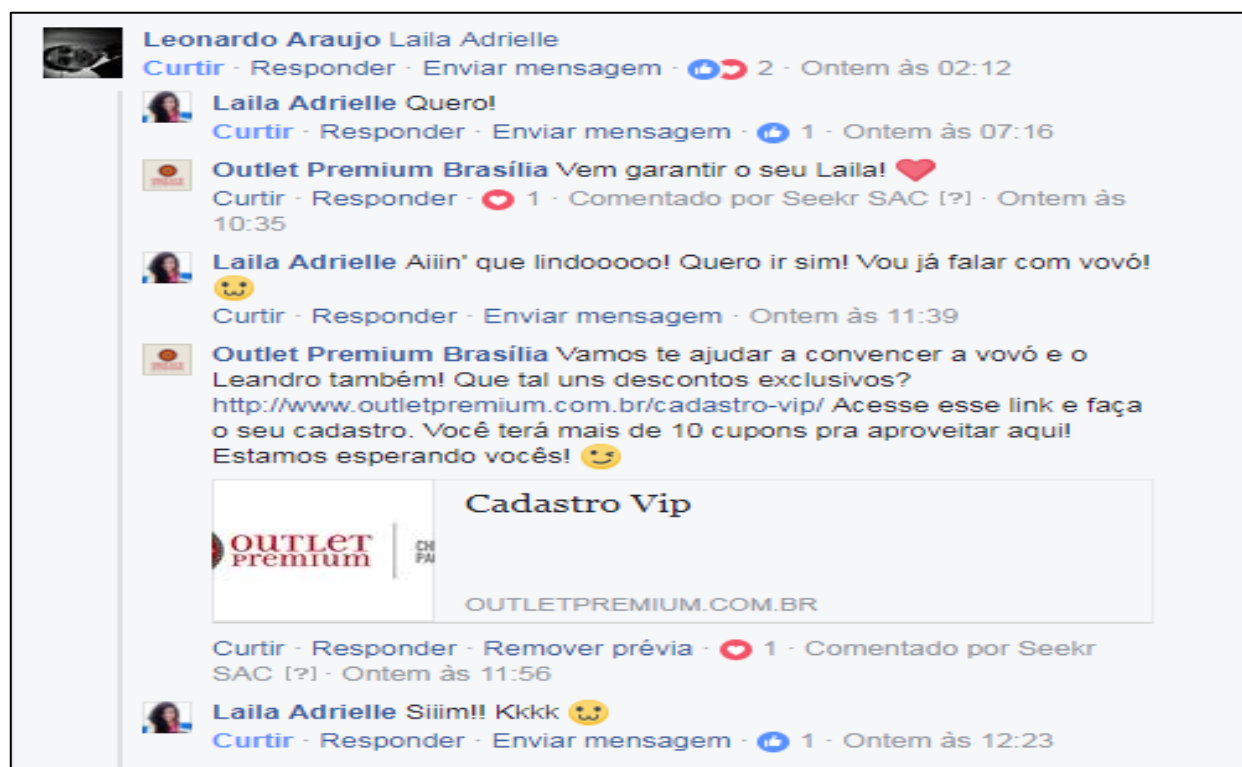 Leonardo Araujo Laila Adrielle
Curtir · Responder · Enviar mensagem · 2 · Ontem às 02:12
Laila Adrielle Quero!
Curtir · Responder · Enviar mensagem · 1 · Ontem às 07:16
Outlet Premium Brasília Vem garantir o seu Laila!
Curtir · Responder · 1 · Comentado por Seekr SAC [?] · Ontem às
10:35
Laila Adrielle Aiiin' que lindooooo! Quero ir sim! Vou já falar com vovó!
Curtir · Responder · Enviar mensagem · Ontem às 11:39
Outlet Premium Brasília Vamos te ajudar a convencer a vovó e o
Leandro também! Que tal uns descontos exclusivos?
http://www.outletpremium.com.br/cadastro-vip/ Acesse esse link e faça
o seu cadastro. Você terá mais de 10 cupons pra aproveitar aqui!
Estamos esperando vocês!
Cadastro Vip
OUTLET
PREMIUM
CH
PA
OUTLETPREMIUM.COM.BR
Curtir · Responder · Remover prévia · 1 · Comentado por Seekr
SAC [?] · Ontem às 11:56
Laila Adrielle Siiim!! Kkkk
Curtir · Responder · Enviar mensagem · 1 · Ontem às 12:23